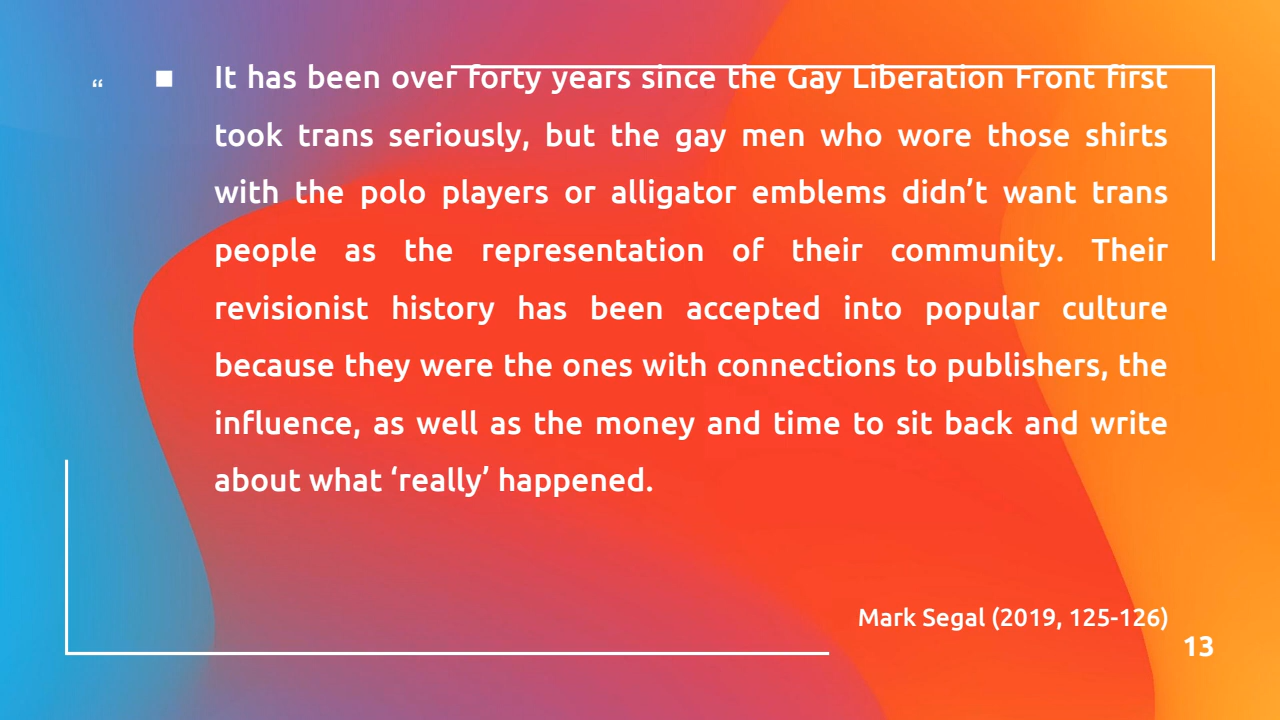 “ ■ It has been over forty years since the Gay Liberation Front first
took trans seriously, but the gay men who wore those shirts
with the polo players or alligator emblems didn’t want trans
people as the representation of their community. Their
revisionist history has been accepted into popular culture
because they were the ones with connections to publishers, the
influence, as well as the money and time to sit back and write
about what ‘really’ happened.
Mark Segal (2019, 125-126)
13